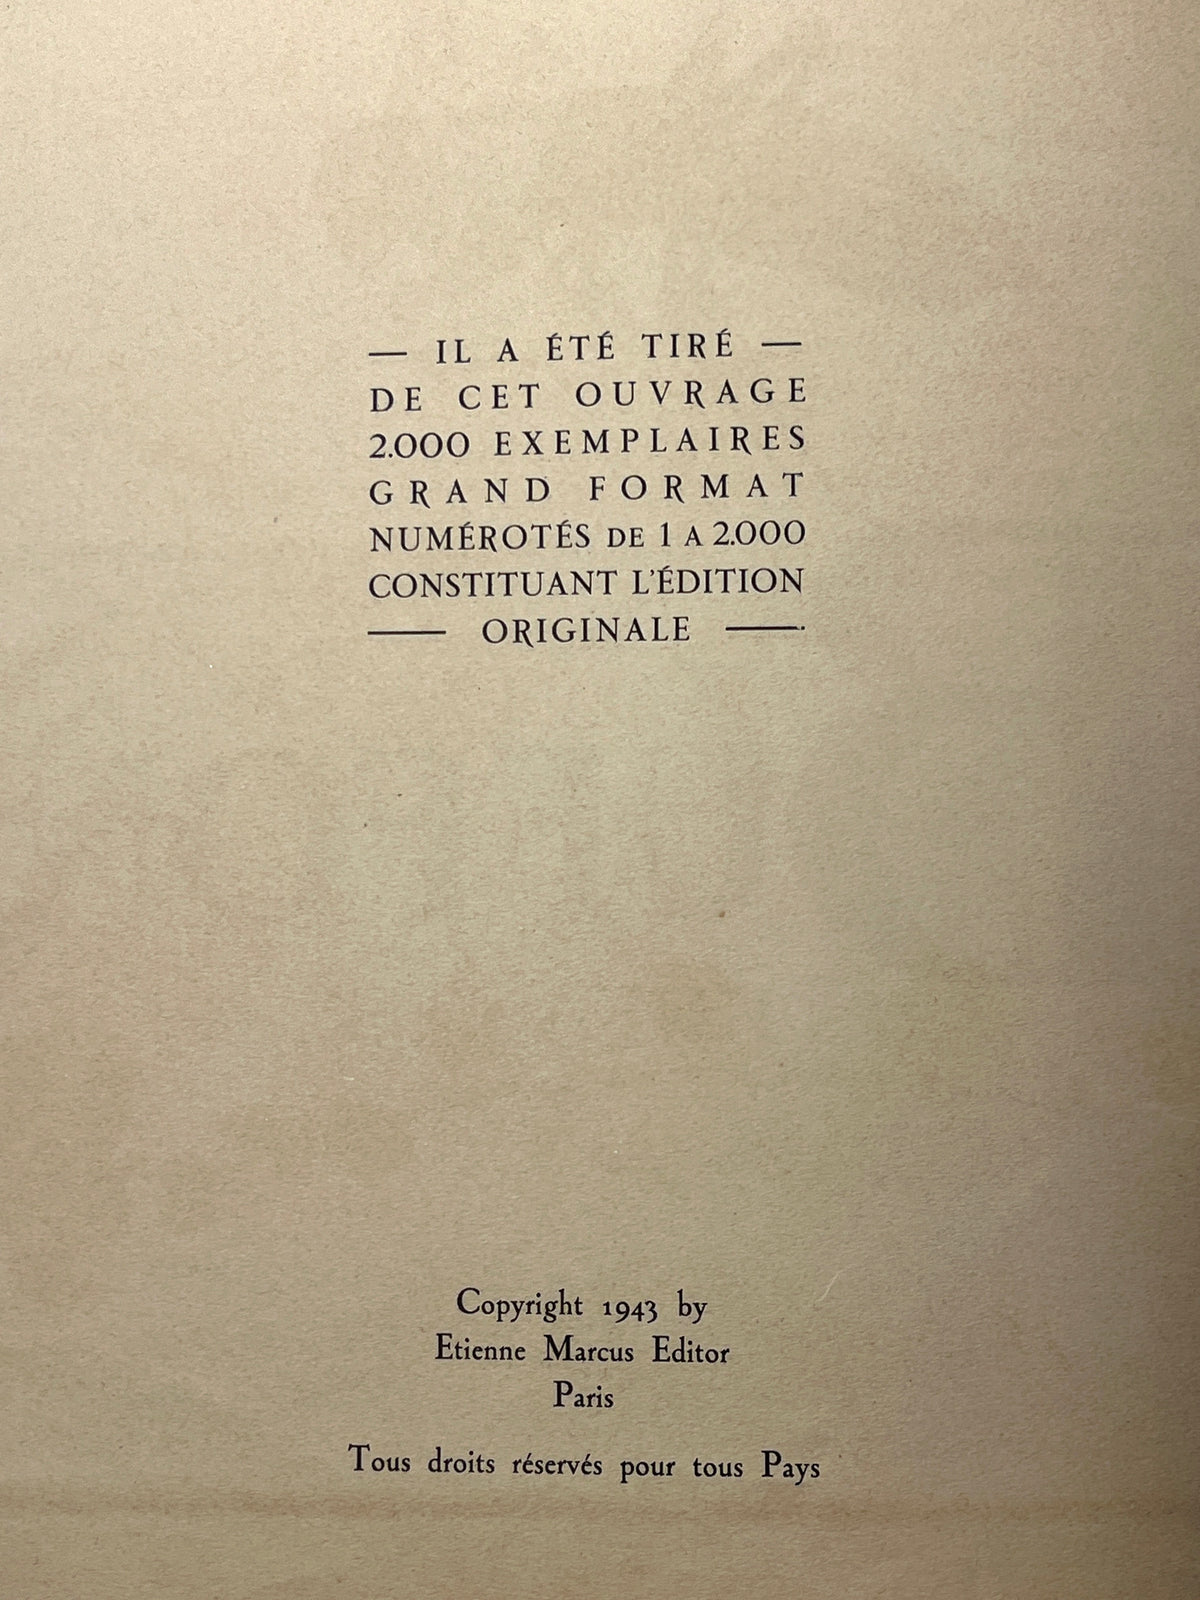 — IL A ÉTÉ TIRÉ —
DE CET OUVRAGE
2.000 EXEMPLAIRES
GRAND FORMAT
NUMÉROTÉS DE 1 A 2.000
CONSTITUANT L'ÉDITION
— ORIGINALE —.
Copyright 1943 by
Etienne Marcus Editor
Paris
Tous droits réservés pour tous Pays